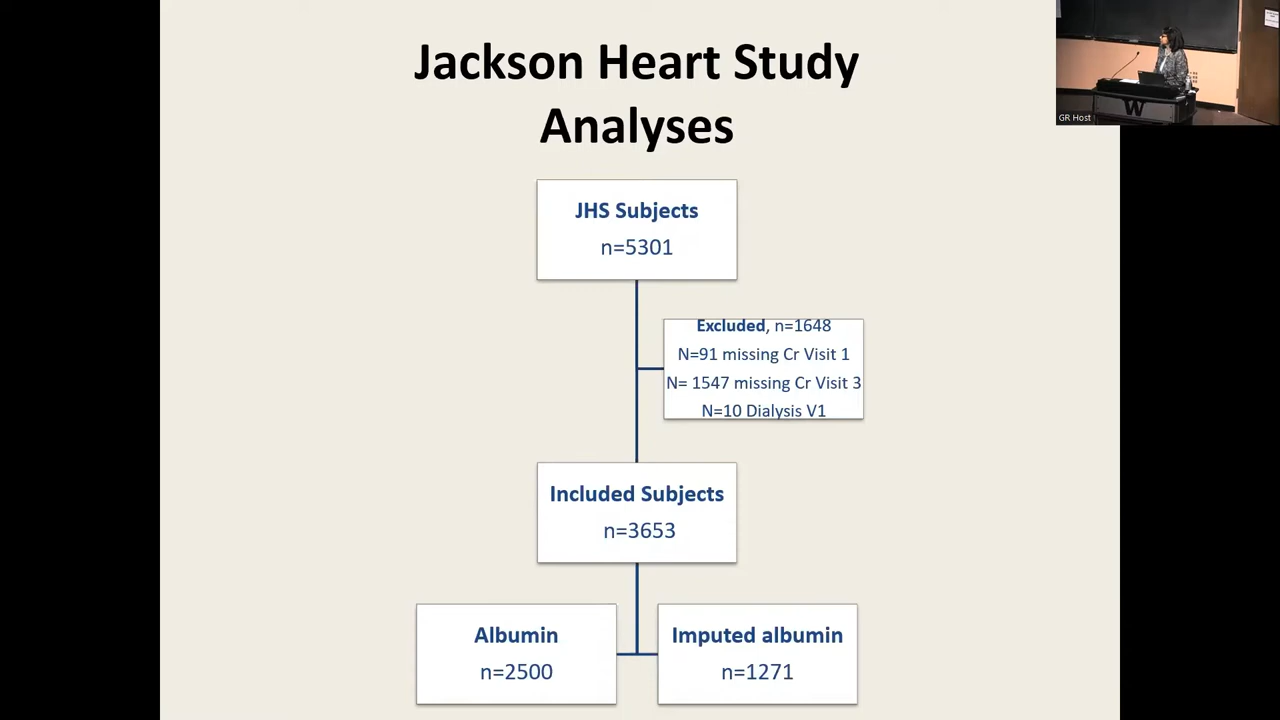 Jackson Heart Study
Analyses
GR Host
W
JHS Subjects
n=5301
Excluded, n=1648
N=91 missing Cr Visit 1
N= 1547 missing Cr Visit 3
N=10 Dialysis V1
Included Subjects
n=3653
Albumin
n=2500
Imputed albumin
n=1271